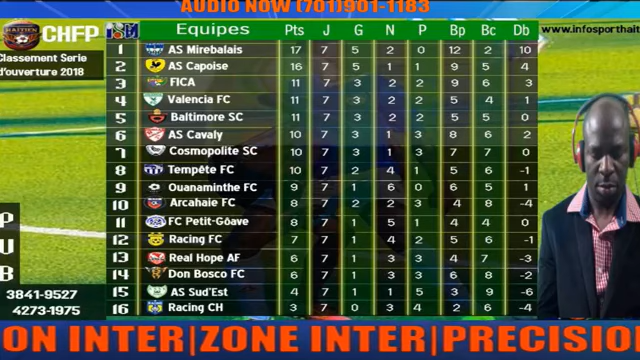 AUDIO NOW (701)901-1183
HAITIEN
CHFP
Classement Serie
d'ouverture 2018
www.infosporthait
Nº Equipes Pts J G N P Bp Bc Db
1 AS Mirebalais 17 7 5 2 0 12 2 10
2 AS Capoise 16 7 5 1 1 9 5 4
3 FICA 11 7 3 2 2 9 6 3
4 Valencia FC 11 7 3 2 2 5 4 1
5 Baltimore SC 11 7 3 2 2 5 5 0
6 AS Cavaly 10 7 3 1 3 8 6 2
7 Cosmopolite SC 10 7 3 1 3 7 7 0
8 Tempête FC 10 7 2 4 1 5 6 -1
9 Ouanaminthe FC 9 7 1 6 0 6 5 1
10 Arcahaie FC 8 7 2 2 3 4 8 -4
11 FC Petit-Gôave 8 7 1 5 1 4 4 0
12 Racing FC 7 7 1 4 2 5 6 -1
13 Real Hope AF 6 7 1 3 3 4 7 -3
14 Don Bosco FC 6 7 1 3 3 6 8 -2
15 AS Sud'Est 4 7 1 1 5 3 9 -6
16 Racing CH 3 7 0 3 4 2 6 -4
P
U
B
3841-9527
4273-1975
ON INTER|ZONE INTER|PRECISIO